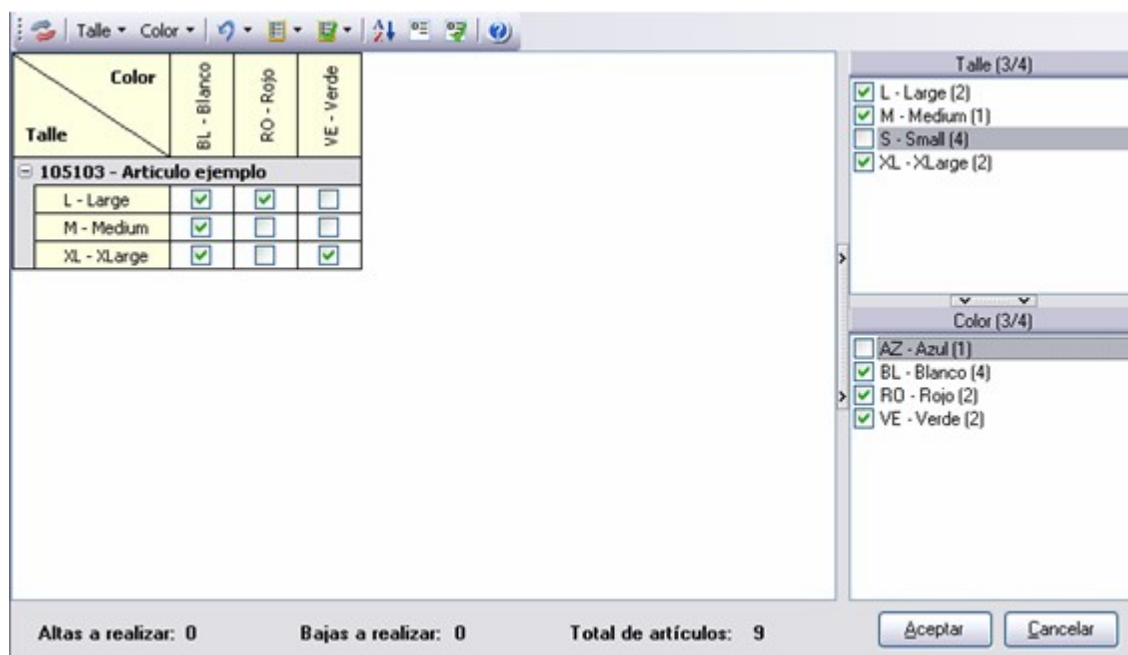 Talle Color
Color
Talle
BL - Blanco
RO - Rojo
VE - Verde
105103 - Articulo ejemplo
L - Large
M - Medium
XL - XLarge
Talle (3/4)
L - Large (2)
M - Medium (1)
S - Small (4)
XL - XLarge (2)
Color (3/4)
AZ - Azul (1)
BL - Blanco (4)
RO - Rojo (2)
VE - Verde (2)
Altas a realizar: 0 Bajas a realizar: 0 Total de artículos: 9 Aceptar Cancelar